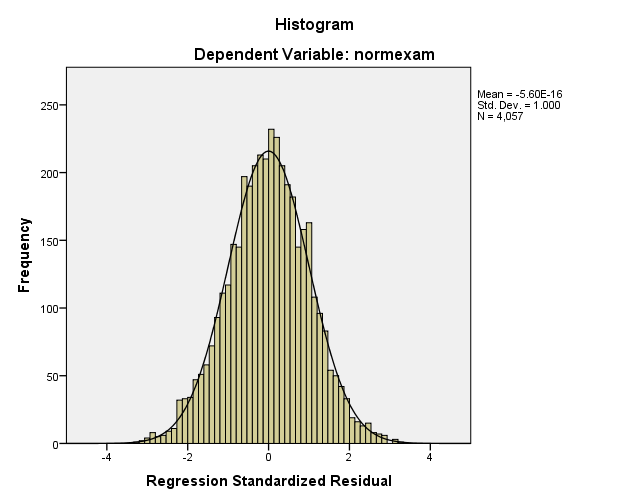 Histogram
Dependent Variable: normexam
Mean = -5.60E-16
Std. Dev. = 1.000
N = 4,057
Frequency
250
200
150
100
50
0
-4 -2 0 2 4
Regression Standardized Residual